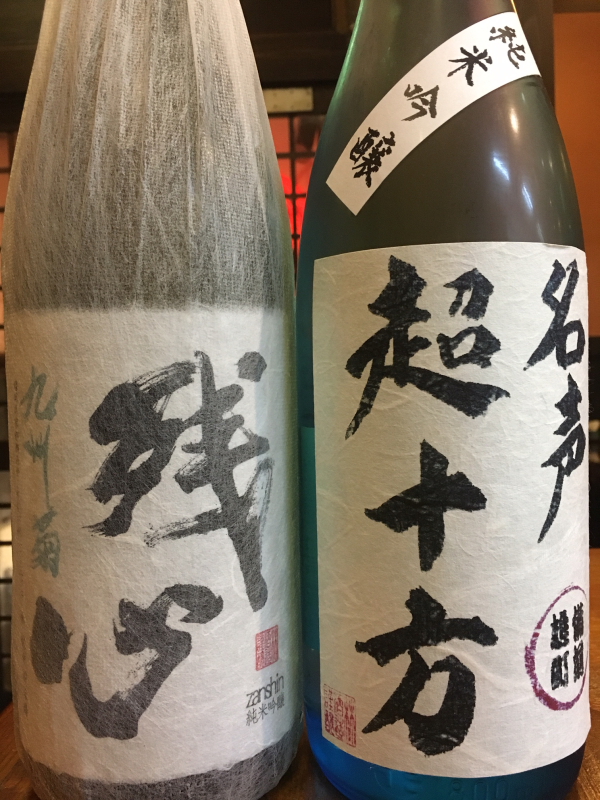 九州菊
残心
zanshin
純米吟醸
純米吟醸
名声
超十方
備前
雄町